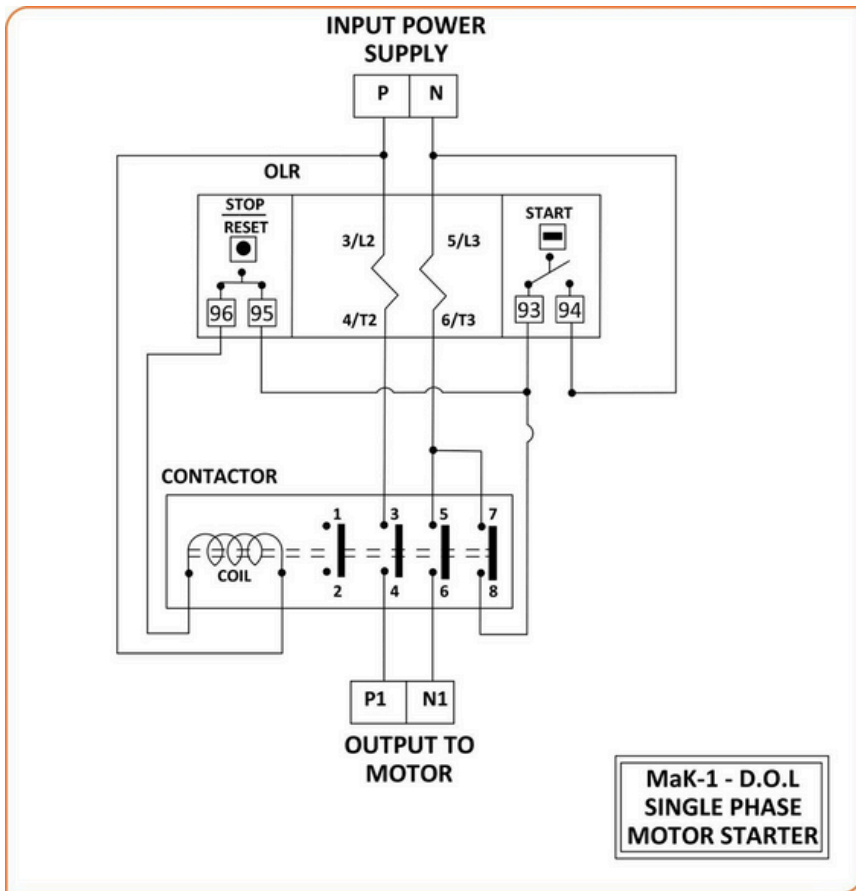 INPUT POWER
SUPPLY
P N
OLR
STOP
RESET
START
3/L2 5/L3
96 95
4/T2 6/T3
93 94
CONTACTOR
1 3 5 7
COIL
2 4 6 8
P1 N1
OUTPUT TO
MOTOR
MaK-1 - D.O.L
SINGLE PHASE
MOTOR STARTER